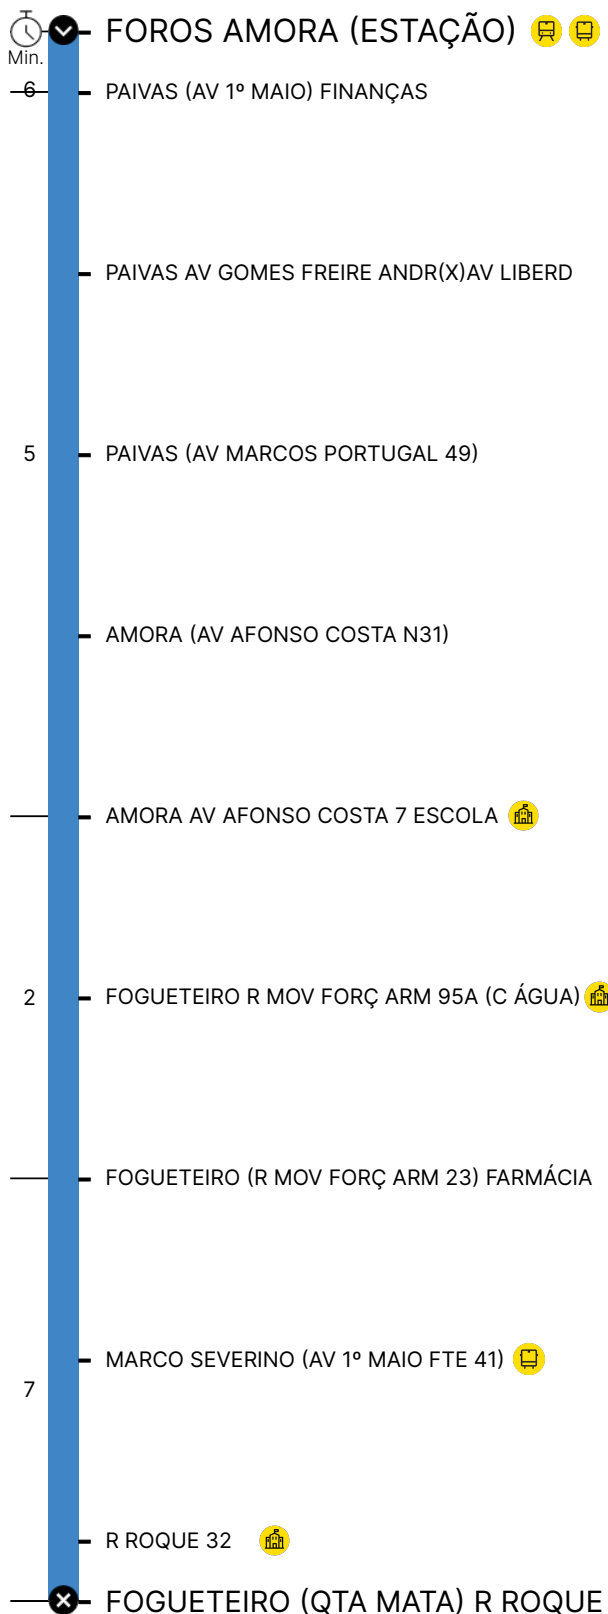 FOROS AMORA (ESTAÇÃO)
Min.
6
PAIVAS (AV 1º MAIO) FINANÇAS
PAIVAS AV GOMES FREIRE ANDR(X)AV LIBERD
5
PAIVAS (AV MARCOS PORTUGAL 49)
AMORA (AV AFONSO COSTA N31)
AMORA AV AFONSO COSTA 7 ESCOLA
2
FOGUETEIRO R MOV FORÇ ARM 95A (C ÁGUA)
FOGUETEIRO (R MOV FORÇ ARM 23) FARMÁCIA
MARCO SEVERINO (AV 1º MAIO FTE 41)
7
R ROQUE 32
FOGUETEIRO (QTA MATA) R ROQUE